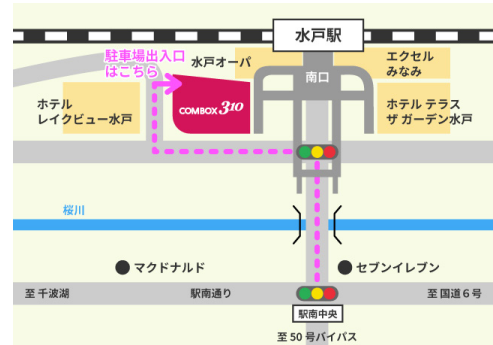 水戸駅
駐車場出入口
はこちら
水戸オーパ
エクセル
みなみ
南口
ホテル
レイクビュー水戸
COMBOX 310
ホテル テラス
ザ ガーデン水戸
桜川
マクドナルド
セブンイレブン
至 千波湖
駅南通り
至 国道6号
駅南中央
至 50 号バイパス